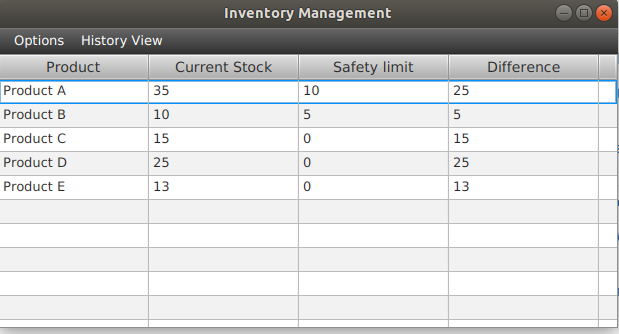 Inventory Management
Options History View
Product Current Stock Safety limit Difference
Product A 35 10 25
Product B 10 5 5
Product C 15 0 15
Product D 25 0 25
Product E 13 0 13